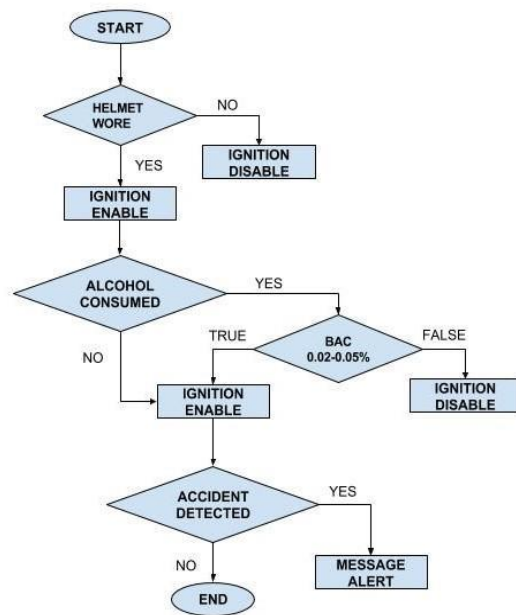 START
HELMET
WORE
NO
YES
IGNITION
DISABLE
IGNITION
ENABLE
ALCOHOL
CONSUMED
YES
NO
TRUE
BAC
0.02-0.05%
FALSE
IGNITION
ENABLE
IGNITION
DISABLE
ACCIDENT
DETECTED
YES
NO
MESSAGE
ALERT
END